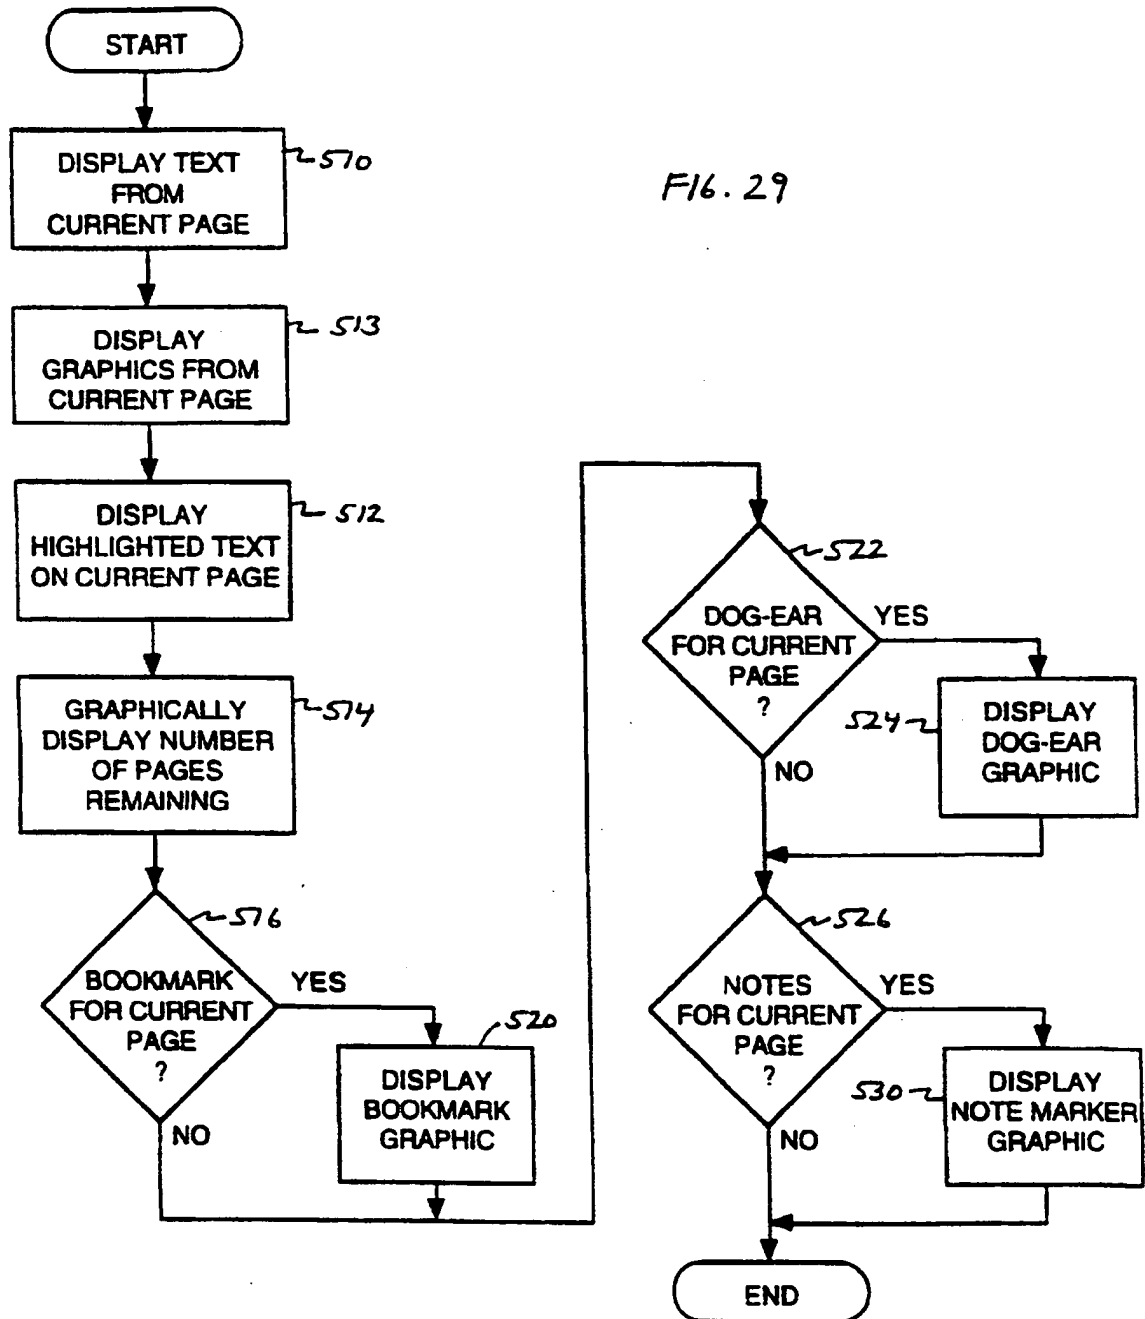 START
DISPLAY TEXT
FROM
CURRENT PAGE
510
FIG. 29
DISPLAY
GRAPHICS FROM
CURRENT PAGE
513
DISPLAY
HIGHLIGHTED TEXT
ON CURRENT PAGE
512
GRAPHICALLY
DISPLAY NUMBER
OF PAGES
REMAINING
514
BOOKMARK
FOR CURRENT
PAGE
?
516
YES
NO
DISPLAY
BOOKMARK
GRAPHIC
520
DOG-EAR
FOR CURRENT
PAGE
?
522
YES
NO
DISPLAY
DOG-EAR
GRAPHIC
524
NOTES
FOR CURRENT
PAGE
?
526
YES
NO
DISPLAY
NOTE MARKER
GRAPHIC
530
END